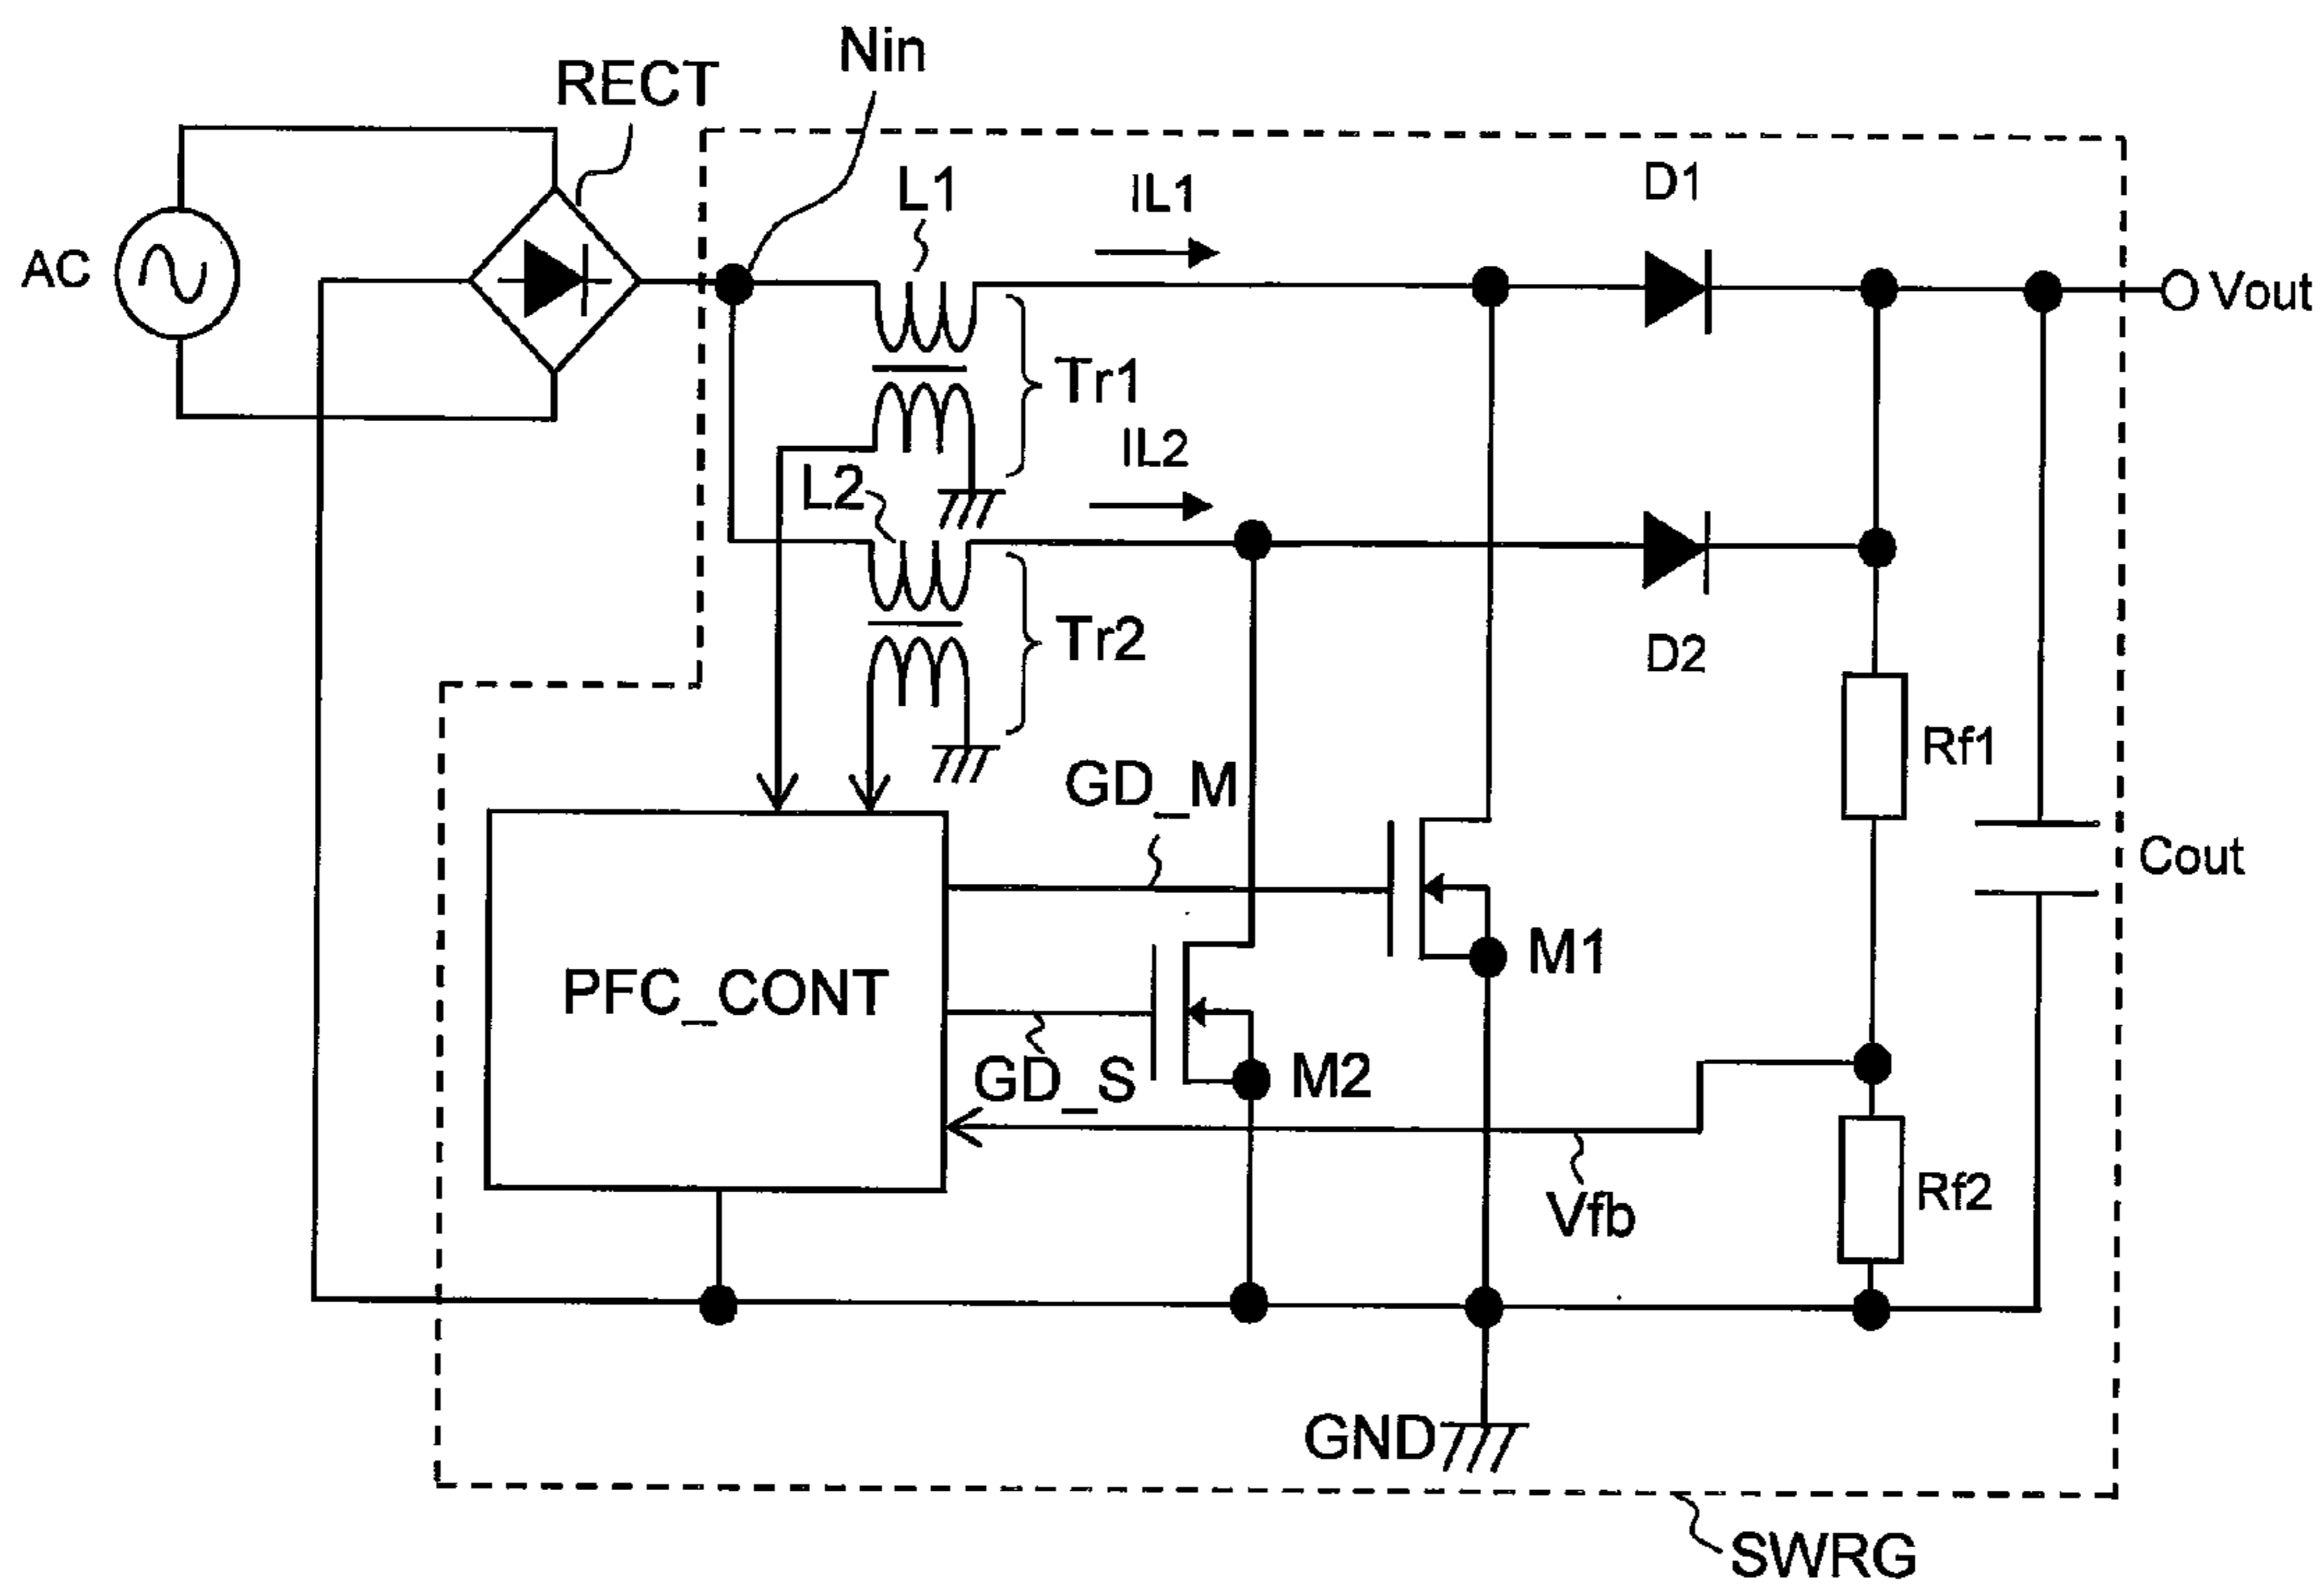 Nin
RECT
L1
IL1
D1
AC
Vout
Tr1
IL2
L2
Tr2
D2
Rf1
GD_M
Cout
M1
PFC_CONT
GD_S
M2
Rf2
Vfb
GND
SWRG